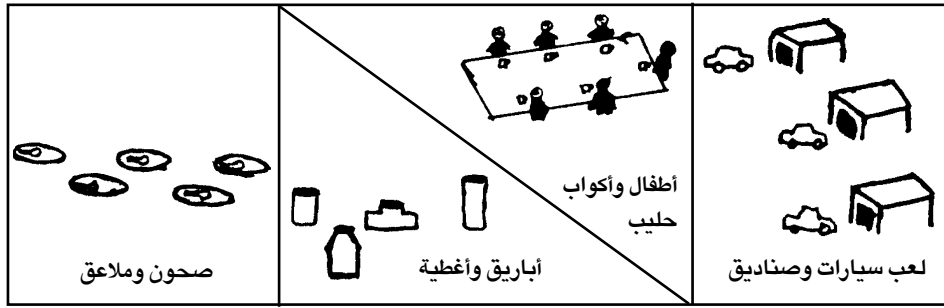 أطفال وأكواب
حليب
لعب سيارات وصناديق
أباريق وأغطية
صحون وملاعق